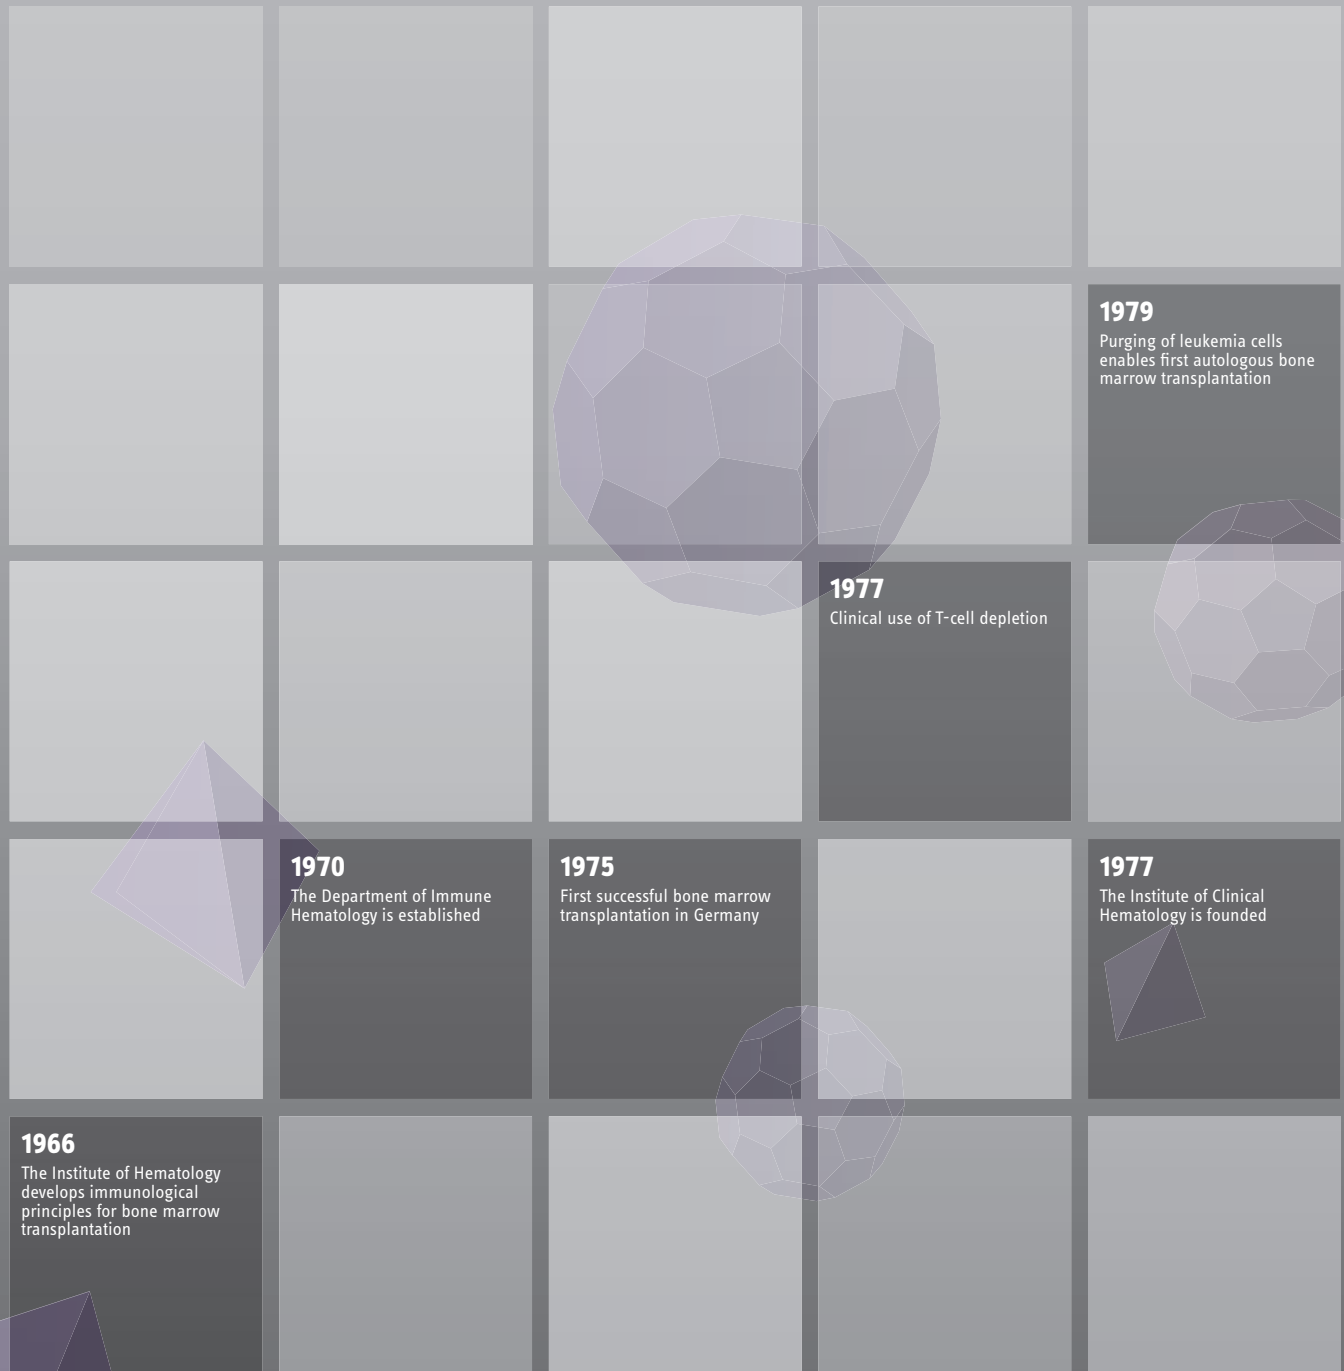 1979
Purging of leukemia cells
enables first autologous bone
marrow transplantation
1977
Clinical use of T-cell depletion
1970
The Department of Immune
Hematology is established
1975
First successful bone marrow
transplantation in Germany
1977
The Institute of Clinical
Hematology is founded
1966
The Institute of Hematology
develops immunological
principles for bone marrow
transplantation